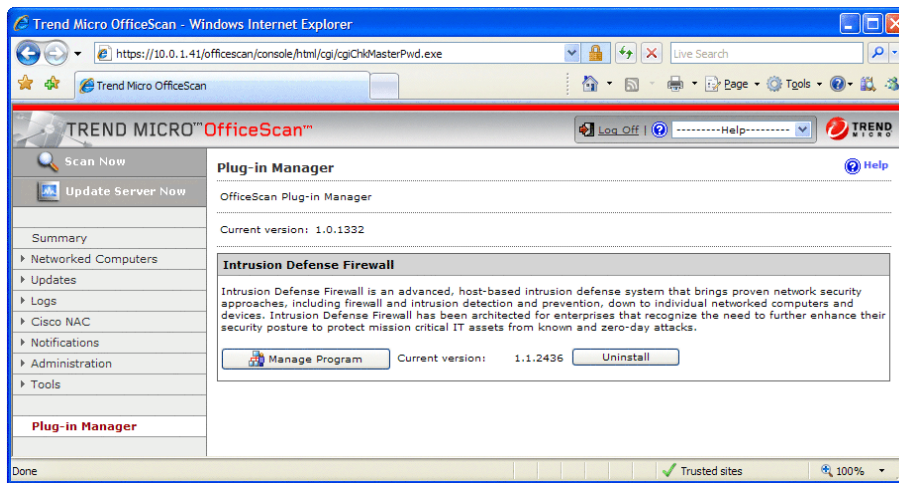 Trend Micro OfficeScan - Windows Internet Explorer
https://10.0.1.41/officescan/console/html/cgi/cgiChkMasterPwd.exe
Live Search
Trend Micro OfficeScan
Page
Tools
TREND MICRO™ OfficeScan™
Log Off | ---------Help---------
TREND MICRO
Scan Now
Update Server Now
Summary
Networked Computers
Updates
Logs
Cisco NAC
Notifications
Administration
Tools
Plug-in Manager
Plug-in Manager
Help
OfficeScan Plug-in Manager
Current version: 1.0.1332
Intrusion Defense Firewall
Intrusion Defense Firewall is an advanced, host-based intrusion defense system that brings proven network security
approaches, including firewall and intrusion detection and prevention, down to individual networked computers and
devices. Intrusion Defense Firewall has been architected for enterprises that recognize the need to further enhance their
security posture to protect mission critical IT assets from known and zero-day attacks.
Manage Program Current version: 1.1.2436 Uninstall
Done
Trusted sites
100%